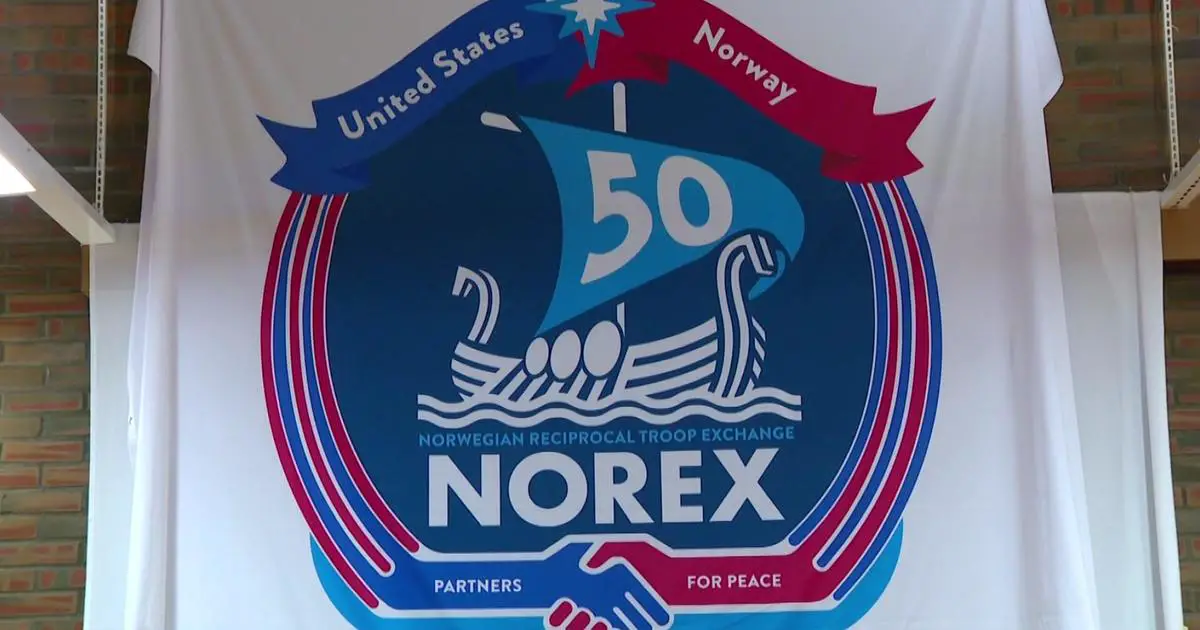 United States
Norway
50
NORWEGIAN RECIPROCAL TROOP EXCHANGE
NOREX
PARTNERS
FOR PEACE